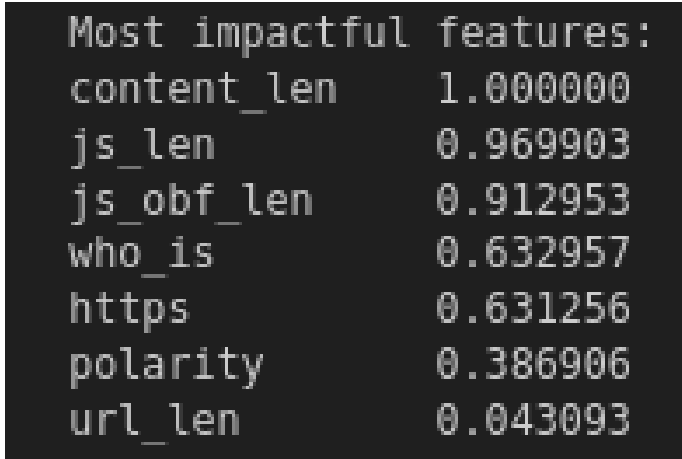 Most impactful features:
content_len 1.000000
js_len 0.969903
js_obf_len 0.912953
who_is 0.632957
https 0.631256
polarity 0.386906
url_len 0.043093